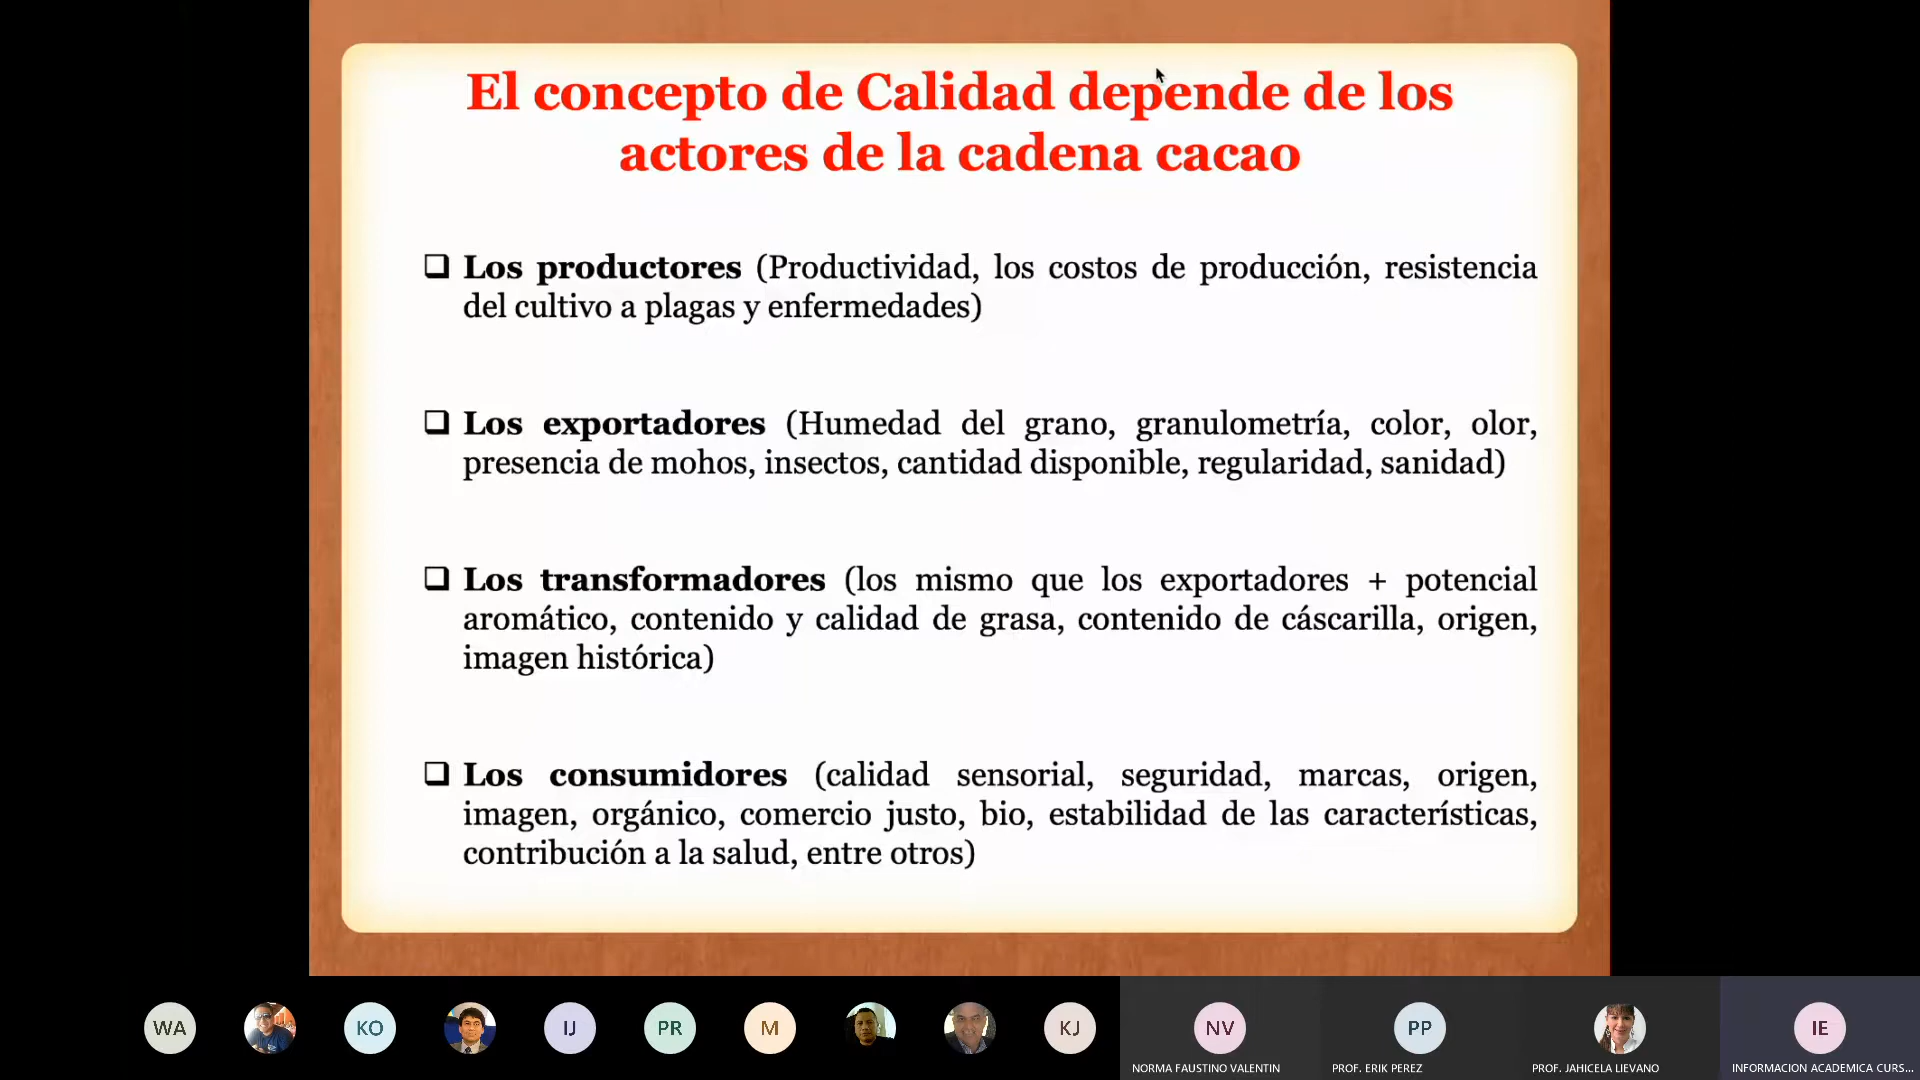 El concepto de Calidad depende de los
actores de la cadena cacao
❑ Los productores (Productividad, los costos de producción, resistencia
del cultivo a plagas y enfermedades)
❑ Los exportadores (Humedad del grano, granulometría, color, olor,
presencia de mohos, insectos, cantidad disponible, regularidad, sanidad)
❑ Los transformadores (los mismo que los exportadores + potencial
aromático, contenido y calidad de grasa, contenido de cáscarilla, origen,
imagen histórica)
❑ Los consumidores (calidad sensorial, seguridad, marcas, origen,
imagen, orgánico, comercio justo, bio, estabilidad de las características,
contribución a la salud, entre otros)
WA KO IJ PR M KJ NV PP IE
NORMA FAUSTINO VALENTIN PROF. ERIK PEREZ PROF. JAHICELA LIEVANO INFORMACION ACADEMICA CURS...